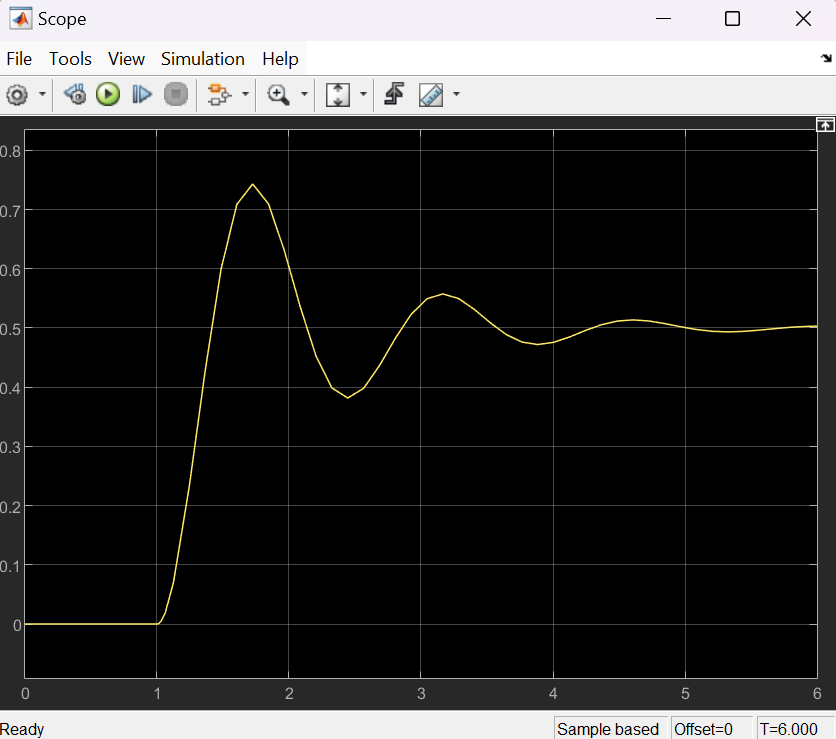 Scope
File Tools View Simulation Help
0.8
0.7
0.6
0.5
0.4
0.3
0.2
0.1
0
0 1 2 3 4 5 6
Ready Sample based Offset=0 T=6.000